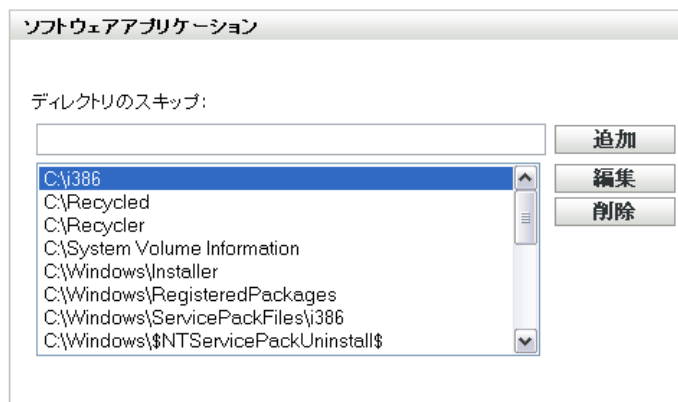 ソフトウェアアプリケーション
ディレクトリのスキップ:
追加
C:\i386
編集
C:\Recycled
削除
C:\Recycler
C:\System Volume Information
C:\Windows\Installer
C:\Windows\RegisteredPackages
C:\Windows\ServicePackFiles\i386
C:\Windows\$NTServicePackUninstall$